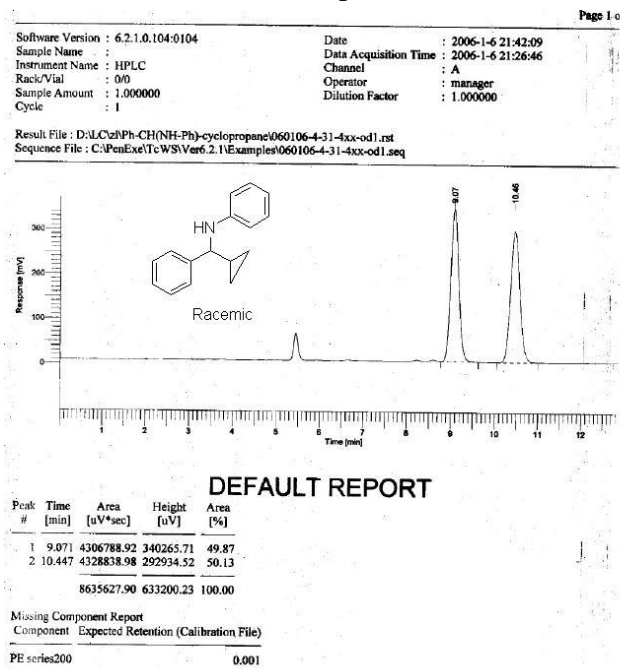 Page 1 o
Software Version : 6.2.1.0.104:0104
Date : 2006-1-6 21:42:09
Sample Name :
Data Acquisition Time : 2006-1-6 21:26:46
Instrument Name : HPLC
Channel : A
Rack/Vial : 0/0
Operator : manager
Sample Amount : 1.000000
Dilution Factor : 1.000000
Cycle : 1
Result File : D:\LC\zl\Ph-CH(NH-Ph)-cyclopropane\060106-4-31-4xx-od1.rst
Sequence File : C:\PenExe\TcWS\Ver6.2.1\Examples\060106-4-31-4xx-od1.seq
9.07
10.46
HN
Racemic
300
200
100
0
Response [mV]
1 2 3 4 5 6 7 8 9 10 11 12
Time [min]
DEFAULT REPORT
Peak Time Area Height Area
# [min] [uV*sec] [uV] [%]
1 9.071 4306788.92 340265.71 49.87
2 10.447 4328838.98 292934.52 50.13
8635627.90 633200.23 100.00
Missing Component Report
Component Expected Retention (Calibration File)
PE series200 0.001